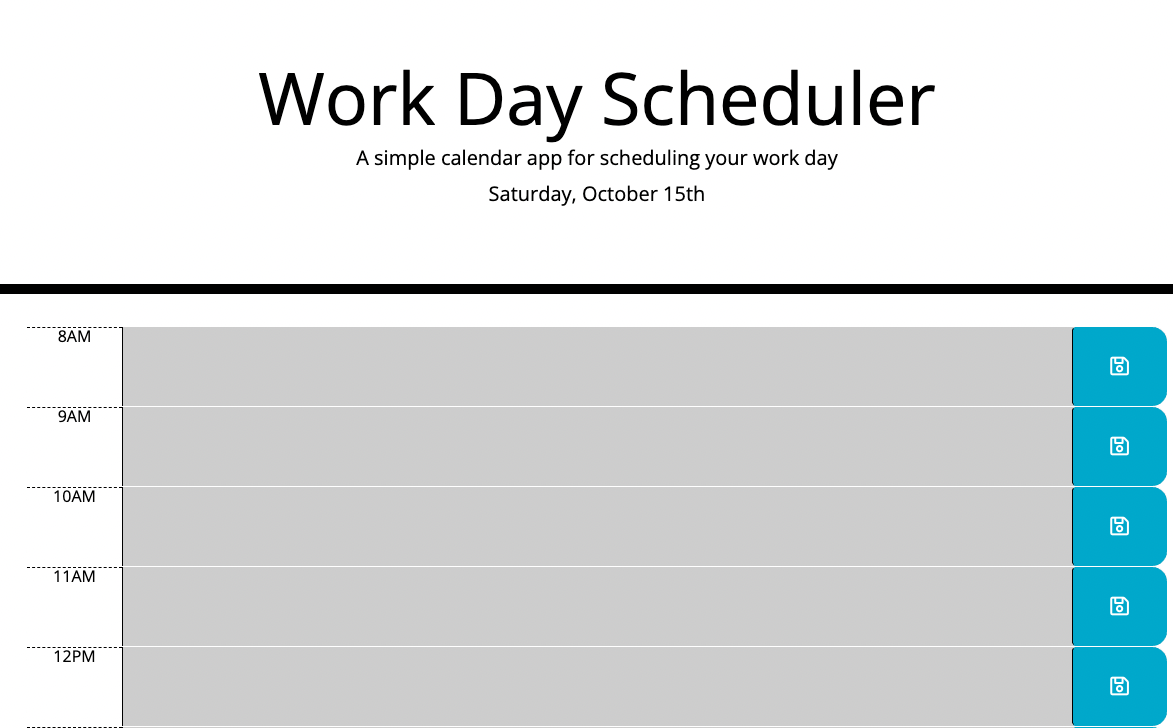 Work Day Scheduler
A simple calendar app for scheduling your work day
Saturday, October 15th
8AM
9AM
10AM
11AM
12PM